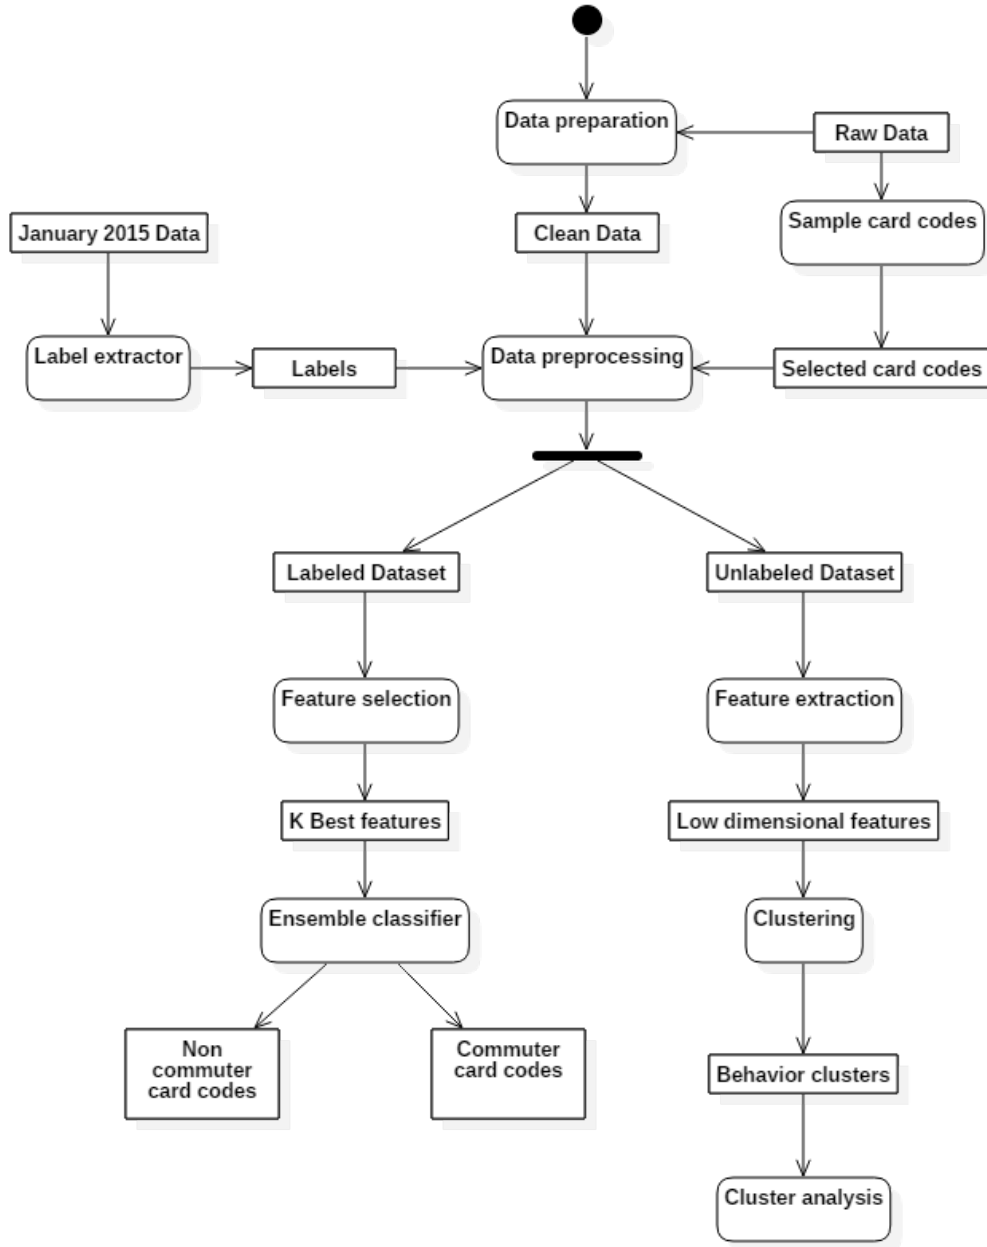 Data preparation
Raw Data
January 2015 Data
Clean Data
Sample card codes
Label extractor
Labels
Data preprocessing
Selected card codes
Labeled Dataset
Unlabeled Dataset
Feature selection
Feature extraction
K Best features
Low dimensional features
Ensemble classifier
Clustering
Non
commuter
card codes
Commuter
card codes
Behavior clusters
Cluster analysis